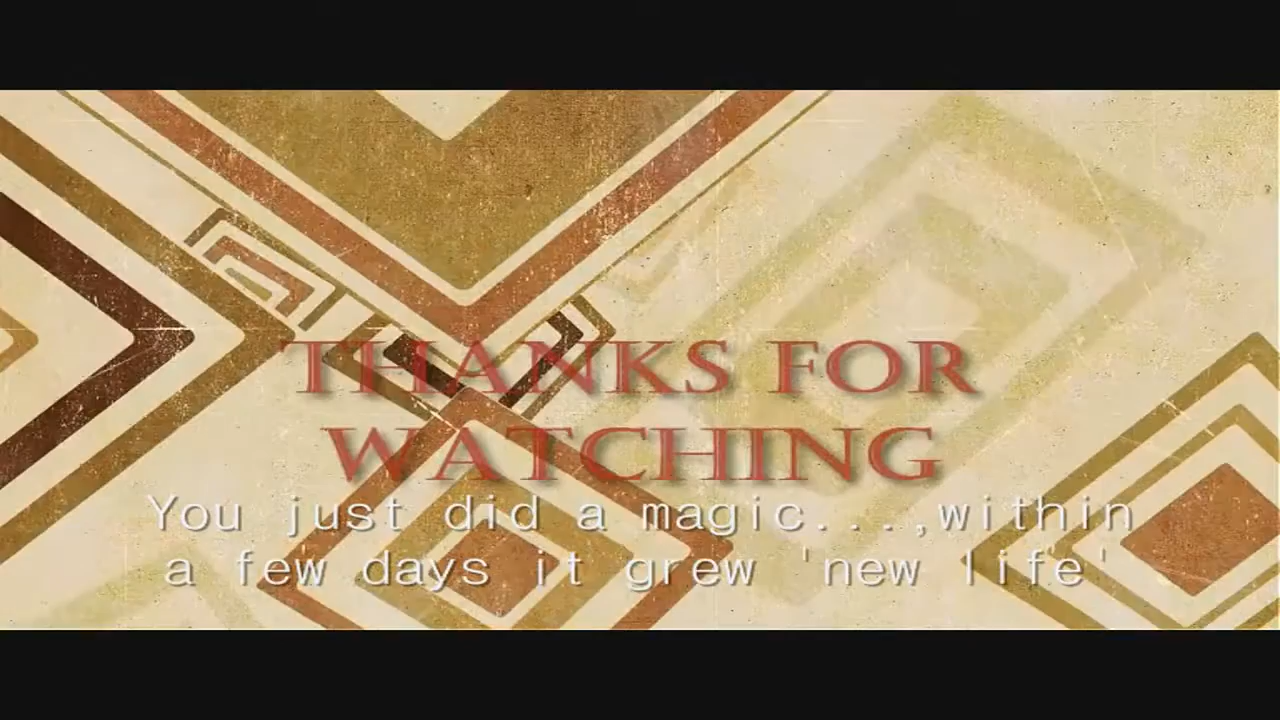 THANKS FOR
WATCHING
You just did a magic...,within
a few days it grew 'new life'